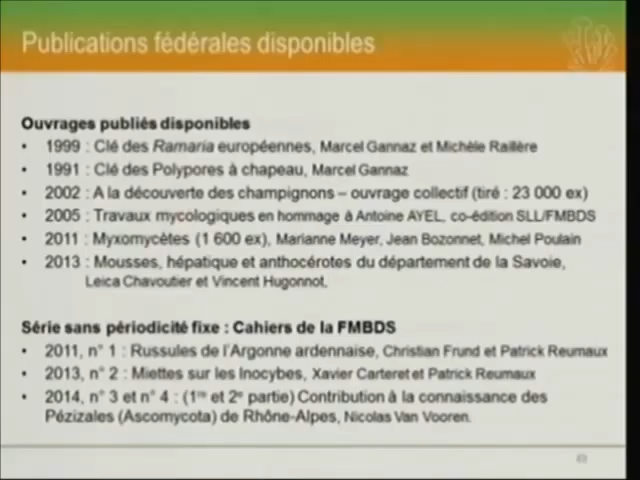 Publications fédérales disponibles
Ouvrages publiés disponibles
• 1999 : Clé des Ramaria européennes, Marcel Gannaz et Michèle Raillère
• 1991 : Clé des Polypores à chapeau, Marcel Gannaz
• 2002 : A la découverte des champignons – ouvrage collectif (tiré : 23 000 ex)
• 2005 : Travaux mycologiques en hommage à Antoine AYEL, co-édition SLL/FMBDS
• 2011 : Myxomycètes (1 600 ex), Marianne Meyer, Jean Bozonnet, Michel Poulain
• 2013 : Mousses, hépatique et anthocérotes du département de la Savoie,
Leica Chavoutier et Vincent Hugonnot,
Série sans périodicité fixe : Cahiers de la FMBDS
• 2011, n° 1 : Russules de l'Argonne ardennaise, Christian Frund et Patrick Reumaux
• 2013, n° 2 : Miettes sur les Inocybes, Xavier Carteret et Patrick Reumaux
• 2014, n° 3 et n° 4 : (1re et 2e partie) Contribution à la connaissance des
Pézizales (Ascomycota) de Rhône-Alpes, Nicolas Van Vooren.